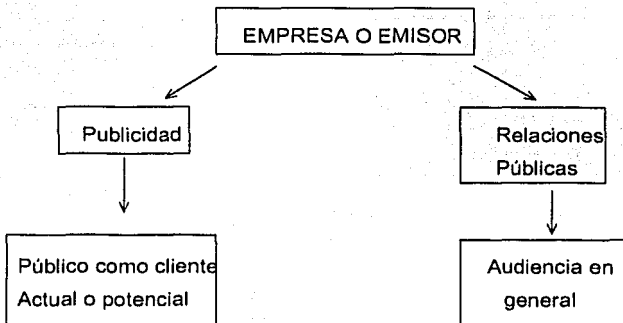 EMPRESA O EMISOR
Publicidad
Relaciones
Públicas
Público como cliente
Actual o potencial
Audiencia en
general